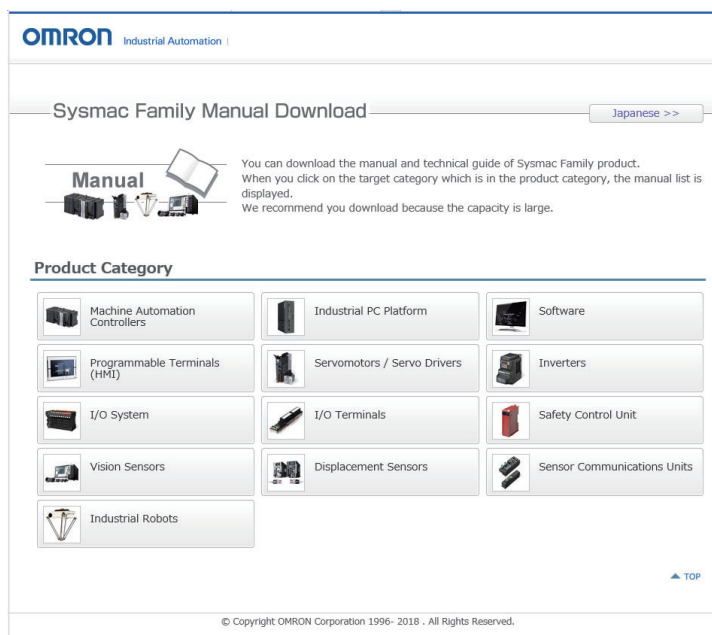 OMRON Industrial Automation |
Sysmac Family Manual Download
Japanese >>
Manual
You can download the manual and technical guide of Sysmac Family product.
When you click on the target category which is in the product category, the manual list is
displayed.
We recommend you download because the capacity is large.
Product Category
Machine Automation
Controllers
Industrial PC Platform
Software
Programmable Terminals
(HMI)
Servomotors / Servo Drivers
Inverters
I/O System
I/O Terminals
Safety Control Unit
Vision Sensors
Displacement Sensors
Sensor Communications Units
Industrial Robots
TOP
© Copyright OMRON Corporation 1996- 2018 . All Rights Reserved.